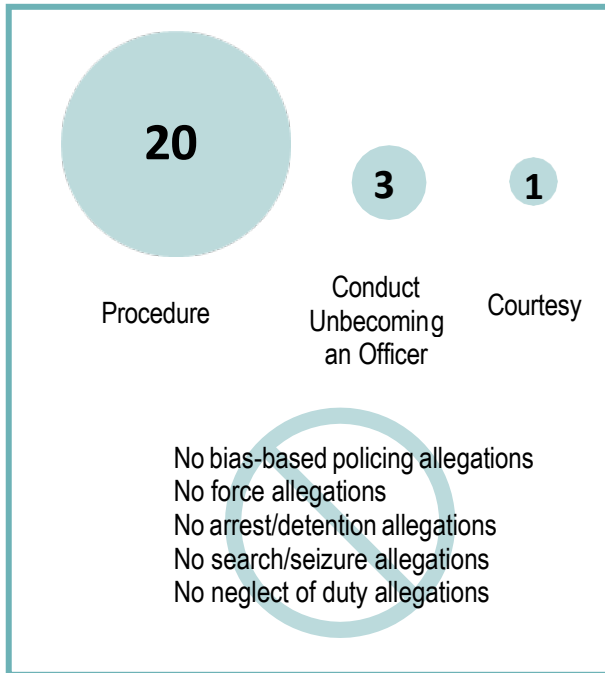 20
3
1
Procedure
Conduct
Unbecoming
an Officer
Courtesy
No bias-based policing allegations
No force allegations
No arrest/detention allegations
No search/seizure allegations
No neglect of duty allegations